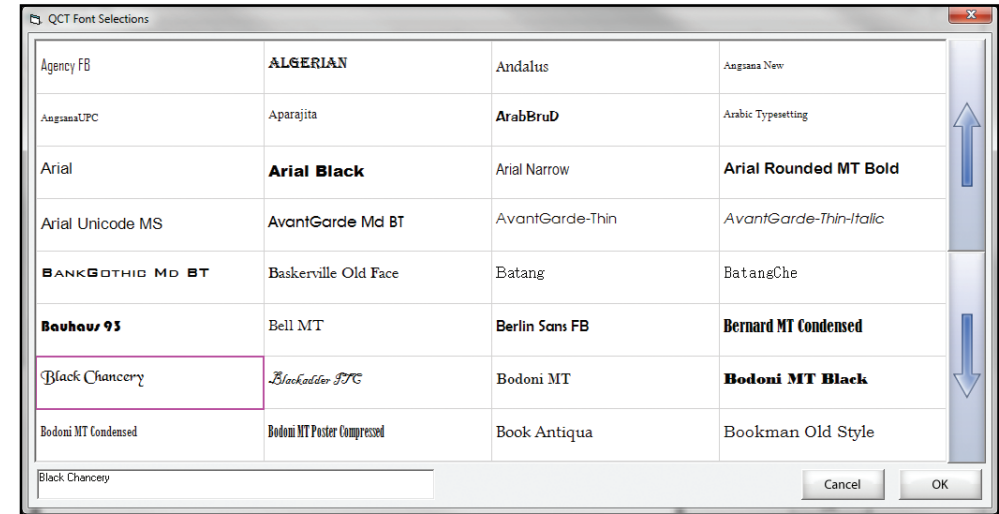 QCT Font Selections
Agency FB
ALGERIAN
Andalus
Angsana New
AngsanaUPC
Aparajita
ArabBruD
Arabic Typesetting
Arial
Arial Black
Arial Narrow
Arial Rounded MT Bold
Arial Unicode MS
AvantGarde Md BT
AvantGarde-Thin
AvantGarde-Thin-Italic
BankGothic Md BT
Baskerville Old Face
Batang
BatangChe
Bauhaus 93
Bell MT
Berlin Sans FB
Bernard MT Condensed
Black Chancery
Blackadder ITC
Bodoni MT
Bodoni MT Black
Bodoni MT Condensed
Bodoni MT Poster Compressed
Book Antiqua
Bookman Old Style
Black Chancery
Cancel
OK